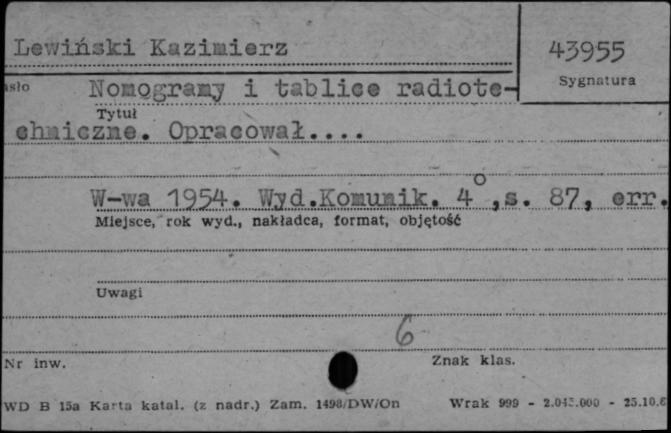 Lewiński Kazimierz
43955
Sygnatura
Nomogramy i tablice radiote-
Tytuł
chniczne. Opracował....
W-wa 1954. Wyd.Komunik. 4° ,s. 87, err.
Miejsce, rok wyd., nakładca, format, objętość
Uwagi
6
Nr inw.
Znak klas.
WD B 15a Karta katal. (z nadr.) Zam. 1498/DW/On Wrak 999 -